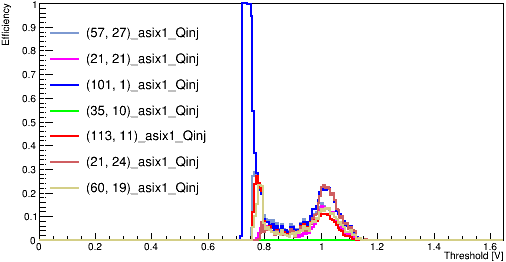 Efficiency
1
0.9
0.8
0.7
0.6
0.5
0.4
0.3
0.2
0.1
0
(57, 27)_asix1_Qinj
(21, 21)_asix1_Qinj
(101, 1)_asix1_Qinj
(35, 10)_asix1_Qinj
(113, 11)_asix1_Qinj
(21, 24)_asix1_Qinj
(60, 19)_asix1_Qinj
0 0.2 0.4 0.6 0.8 1 1.2 1.4 1.6
Threshold [V]